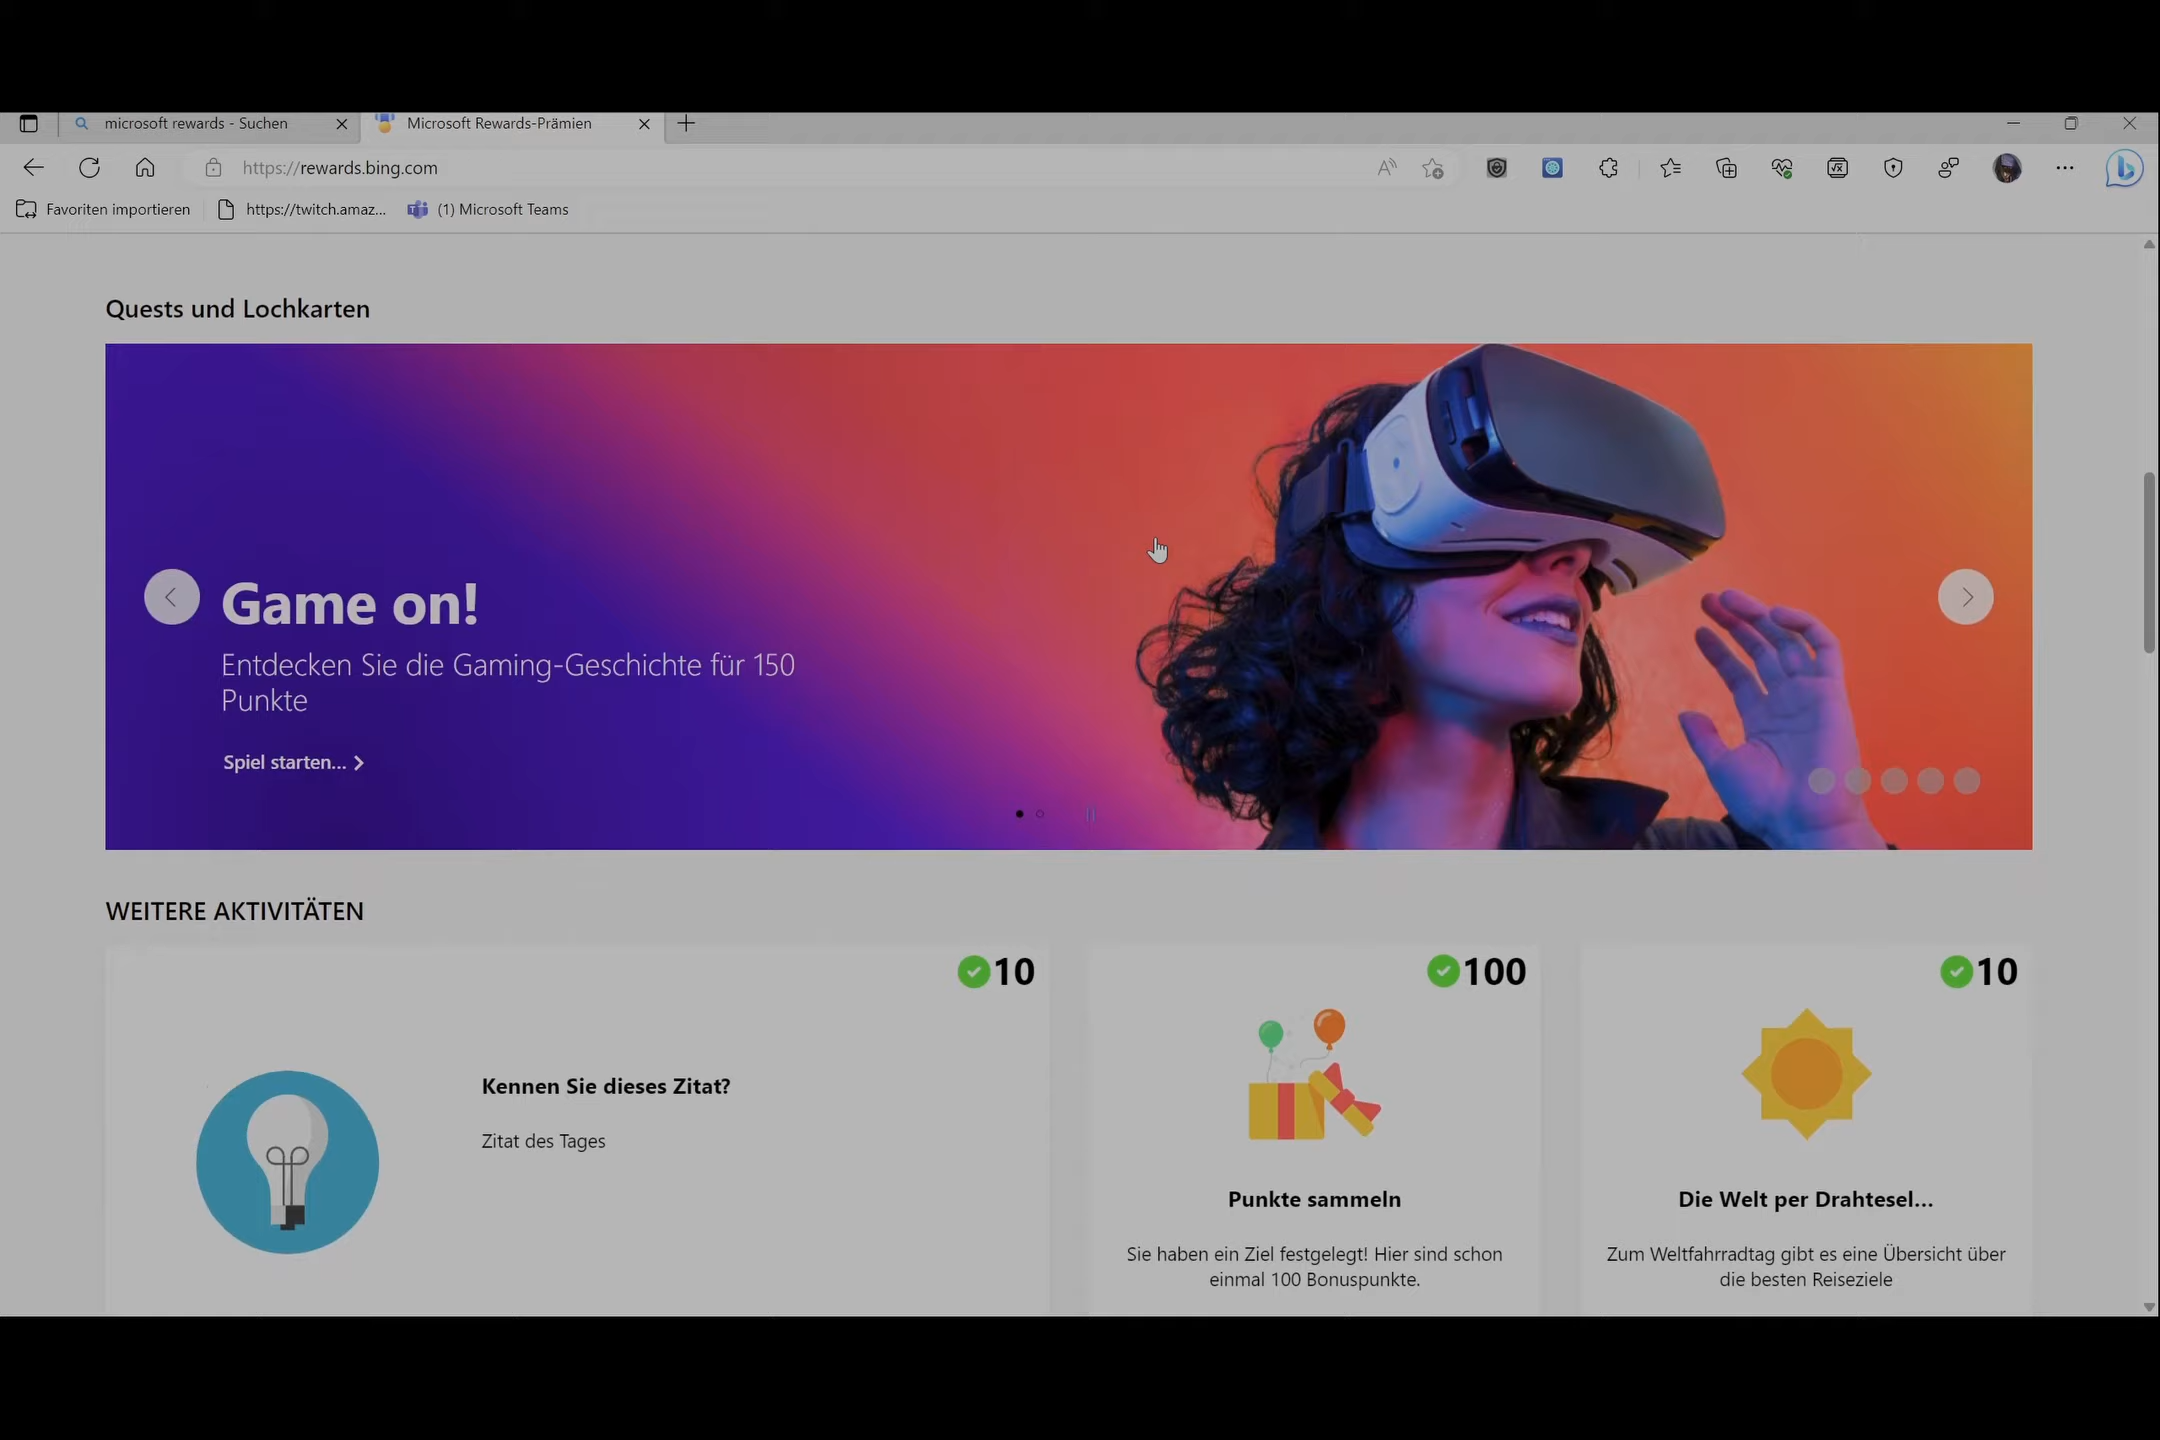 microsoft rewards - Suchen
Microsoft Rewards-Prämien
https://rewards.bing.com
Favoriten importieren
https://twitch.amaz...
(1) Microsoft Teams
Quests und Lochkarten
Game on!
Entdecken Sie die Gaming-Geschichte für 150
Punkte
Spiel starten...
WEITERE AKTIVITÄTEN
10
Kennen Sie dieses Zitat?
Zitat des Tages
100
Punkte sammeln
Sie haben ein Ziel festgelegt! Hier sind schon
einmal 100 Bonuspunkte.
10
Die Welt per Drahtesel...
Zum Weltfahrradtag gibt es eine Übersicht über
die besten Reiseziele